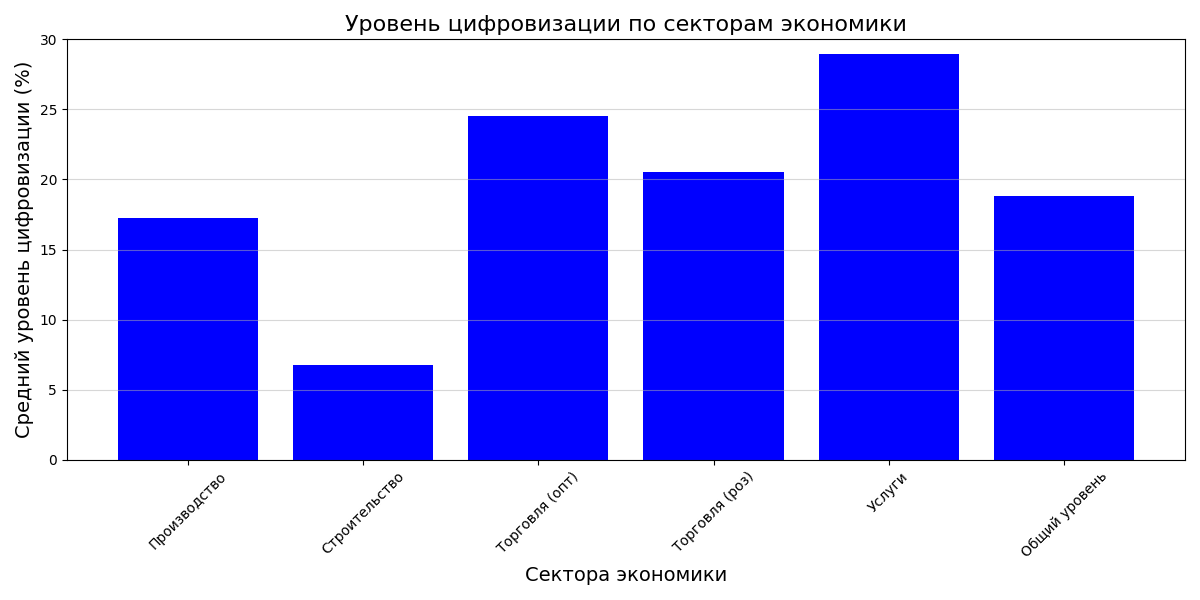 Уровень цифровизации по секторам экономики
Средний уровень цифровизации (%)
30
25
20
15
10
5
0
Производство
Строительство
Торговля (опт)
Торговля (роз)
Услуги
Общий уровень
Сектора экономики